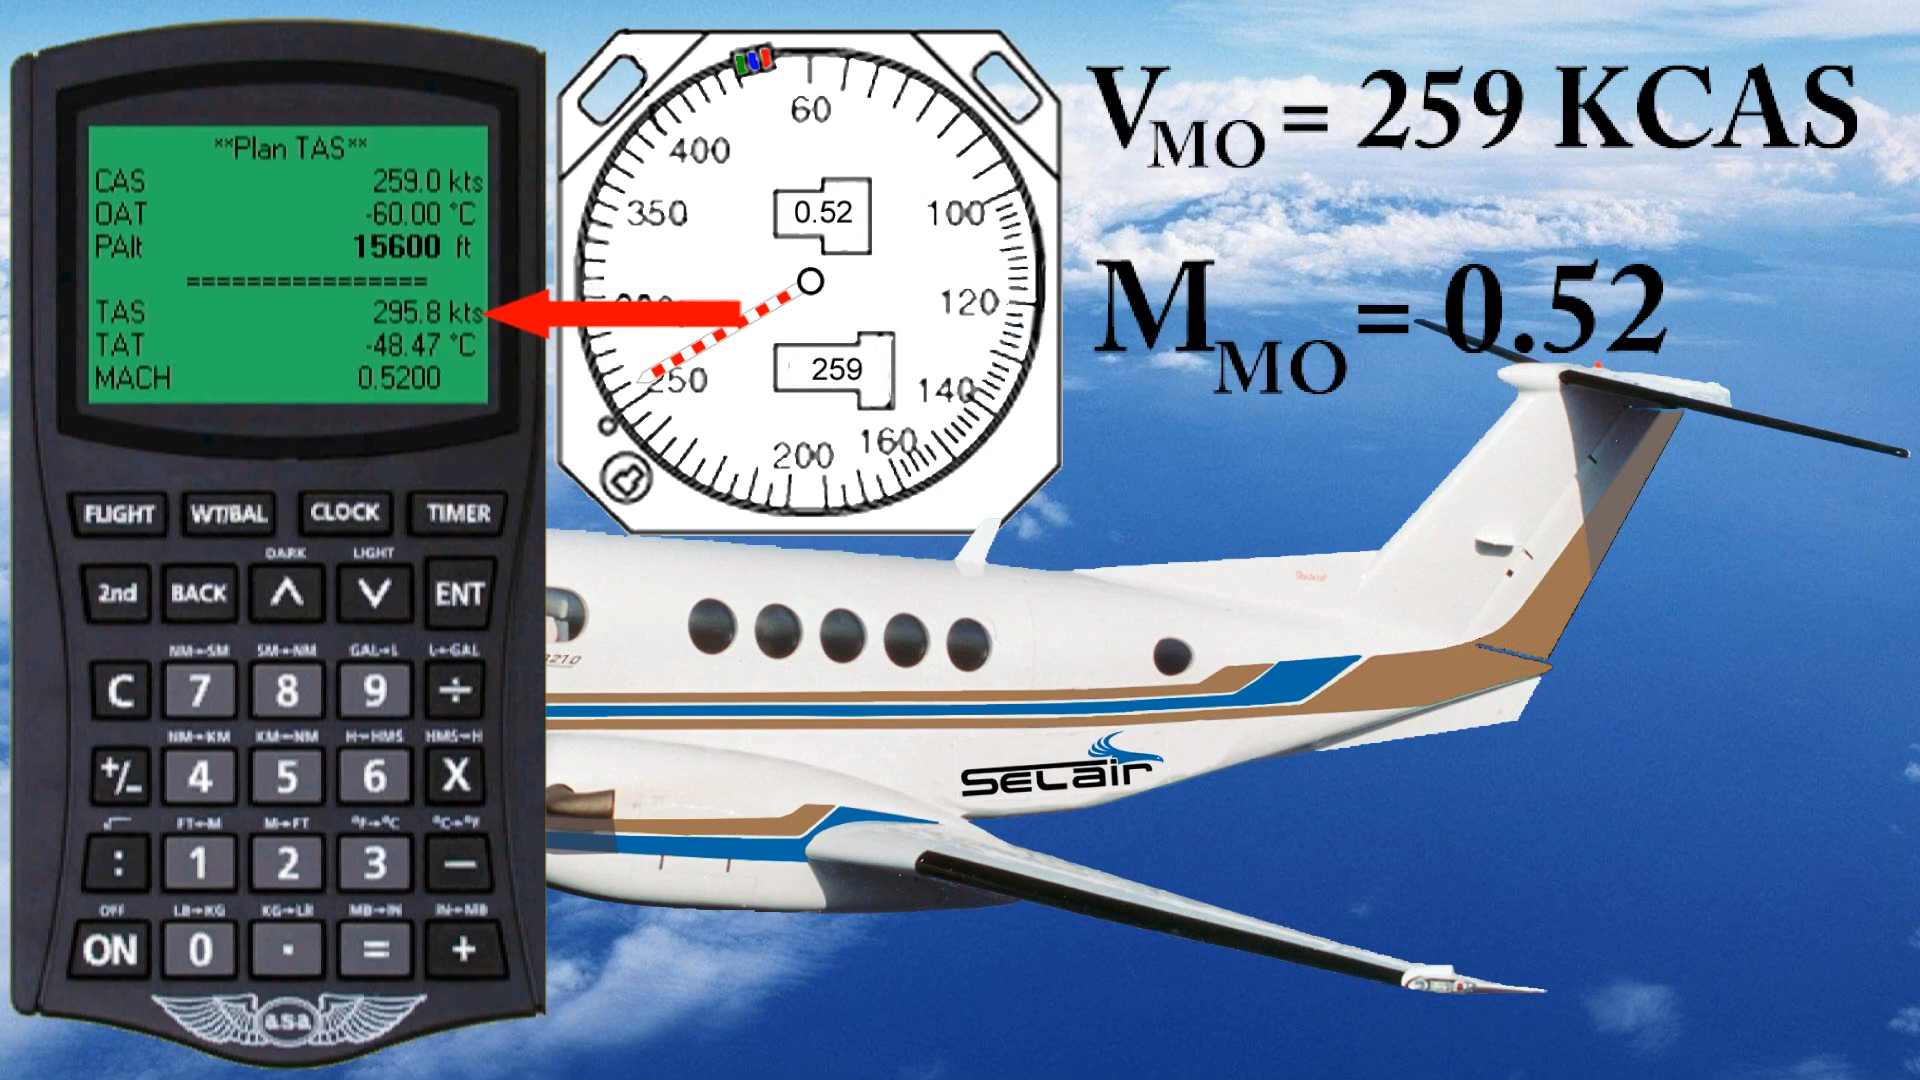 **Plan TAS**
CAS 259.0 kts
OAT -60.00 °C
PAlt 15600 ft
================
TAS 295.8 kts
TAT -48.47 °C
MACH 0.5200
FLIGHT WT/BAL CLOCK TIMER
DARK LIGHT
2nd BACK ENT
NM→SM SM→NM GAL→L L→GAL
C 7 8 9 ÷
NM→KM KM→NM H→HMS HMS→H
+/- 4 5 6 X
FT→M M→FT °F→°C °C→°F
: 1 2 3 −
OFF LB→KG KG→LB MB→IN IN→MB
ON 0 . = +
asa
60
400
350 100
0.52
120
250 140
259
200 160
VMO = 259 KCAS
MMO = 0.52
SELair